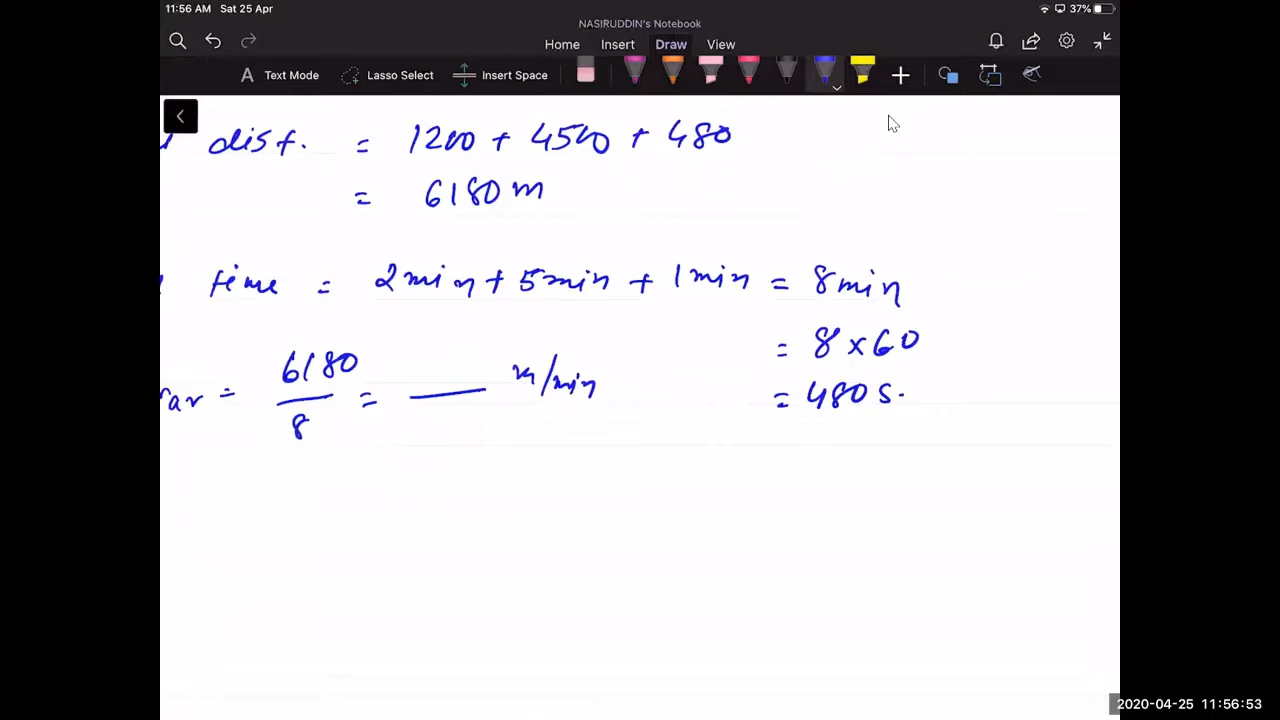 11:56 AM Sat 25 Apr
37%
NASIRUDDIN's Notebook
Home Insert Draw View
Text Mode Lasso Select Insert Space
dist. = 1200 + 4500 + 480
= 6180 m
time = 2min + 5min + 1min = 8min
= 8 × 60
= 480 s.
av = 6180/8 = ____ m/min
2020-04-25 11:56:53